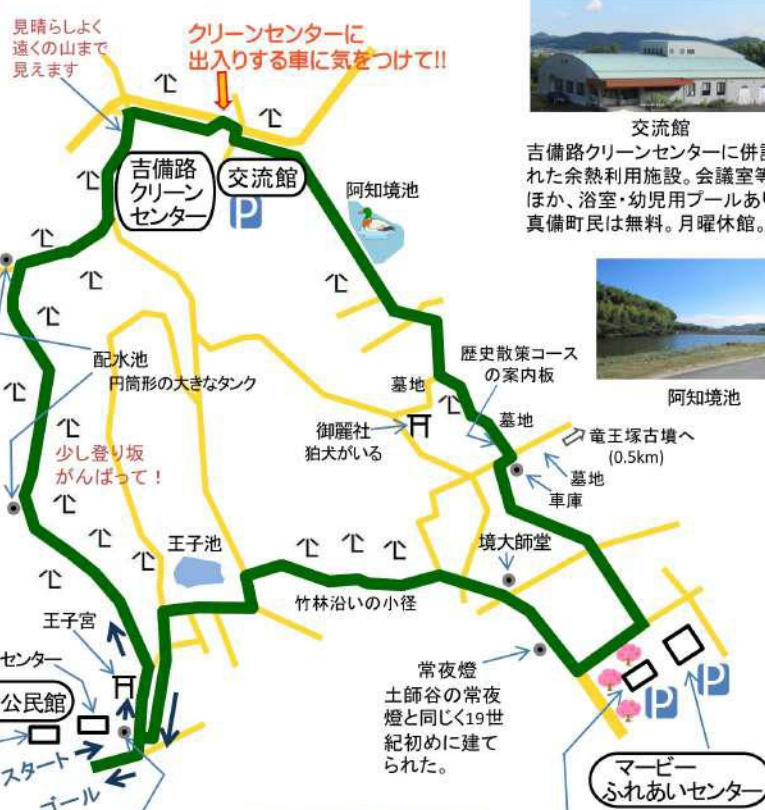 見晴らしよく
遠くの山まで
見えます
クリーンセンターに
出入りする車に気をつけて!!
吉備路
クリーン
センター
交流館
P
阿知境池
交流館
吉備路クリーンセンターに併設
れた余熱利用施設。会議室等
ほか、浴室・幼児用プールあり
真備町民は無料。月曜休館。
阿知境池
配水池
円筒形の大きなタンク
少し登り坂
がんばって！
墓地
御麗社
狛犬がいる
歴史散策コース
の案内板
墓地
竜王塚古墳へ
(0.5km)
墓地
車庫
王子池
境大師堂
竹林沿いの小径
王子宮
センター
公民館
スタート
ゴール
常夜燈
土師谷の常夜
燈と同じく19世
紀初めに建て
られた。
P
P
マービー
ふれあいセンター